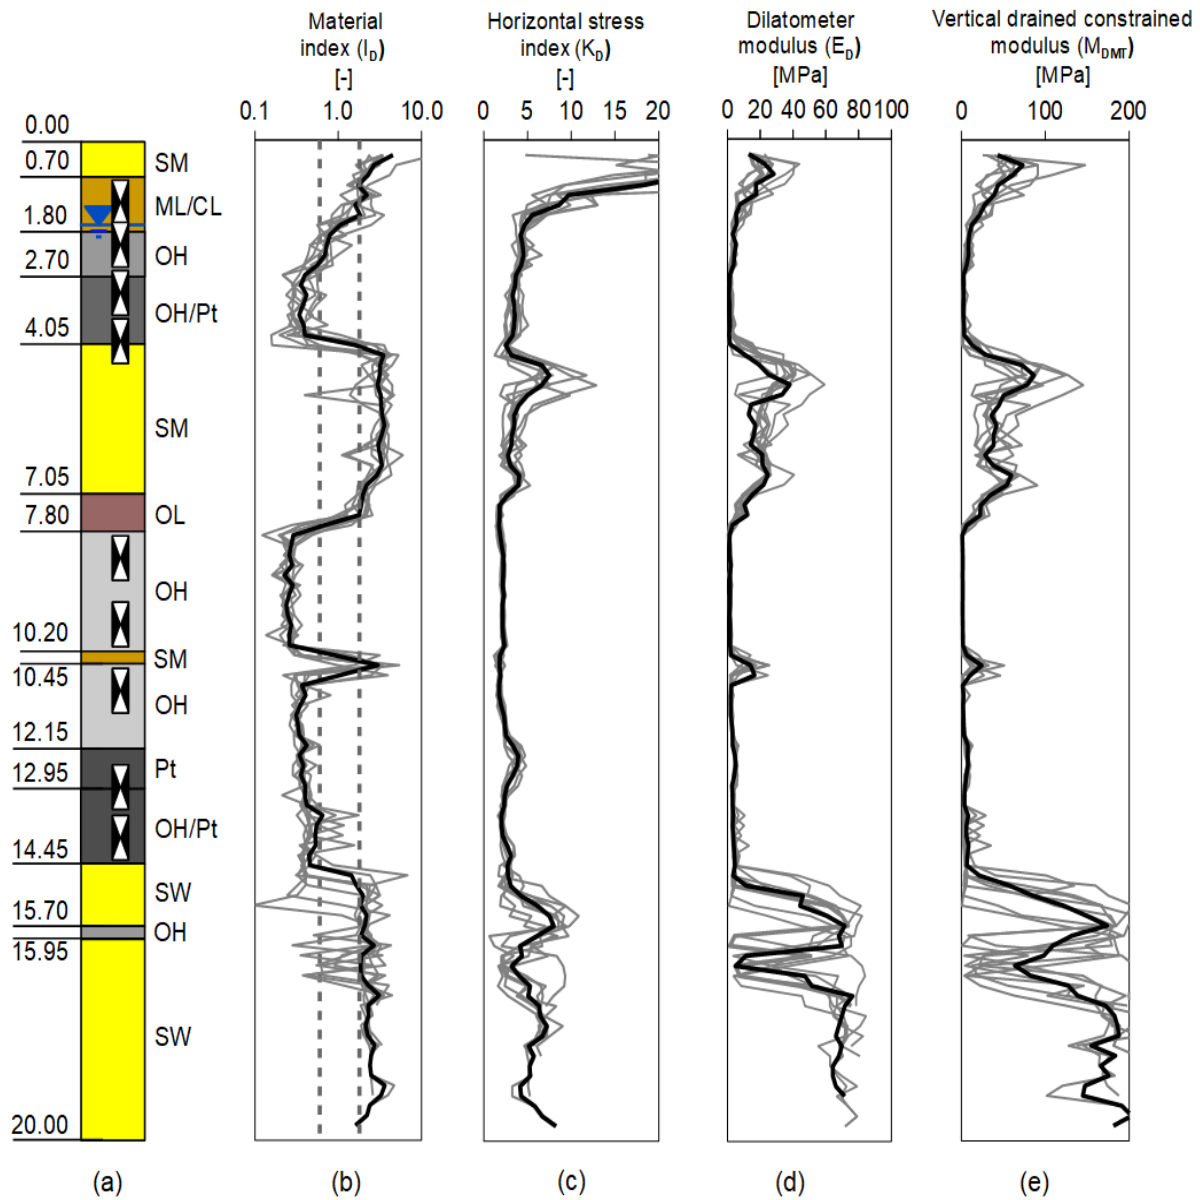 Material
index (I_D)
[-]
Horizontal stress
index (K_D)
[-]
Dilatometer
modulus (E_D)
[MPa]
Vertical drained constrained
modulus (M_DMT)
[MPa]
0.1 1.0 10.0
0 5 10 15 20
0 20 40 60 80 100
0 100 200
0.00
0.70 SM
1.80 ML/CL
2.70 OH
4.05 OH/Pt
SM
7.05
7.80 OL
OH
10.20
SM
10.45
OH
12.15
12.95 Pt
OH/Pt
14.45
SW
15.70
OH
15.95
SW
20.00
(a) (b) (c) (d) (e)